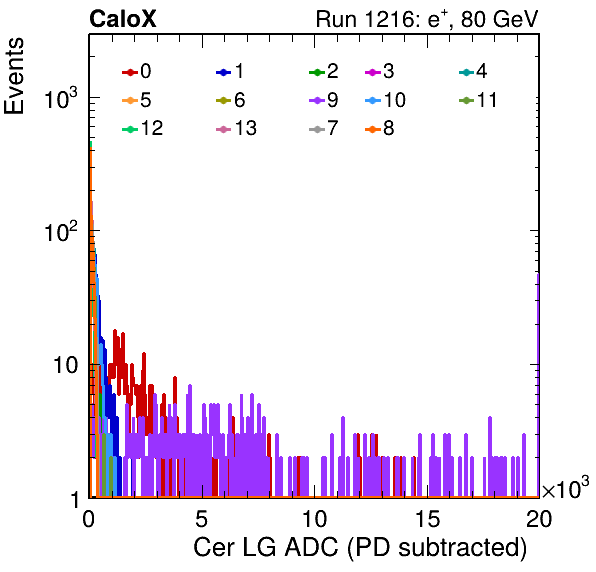 CaloX Run 1216: e+, 80 GeV
Events
0 1 2 3 4
5 6 9 10 11
12 13 7 8
10³
10²
10
1
0 5 10 15 20
×10³
Cer LG ADC (PD subtracted)